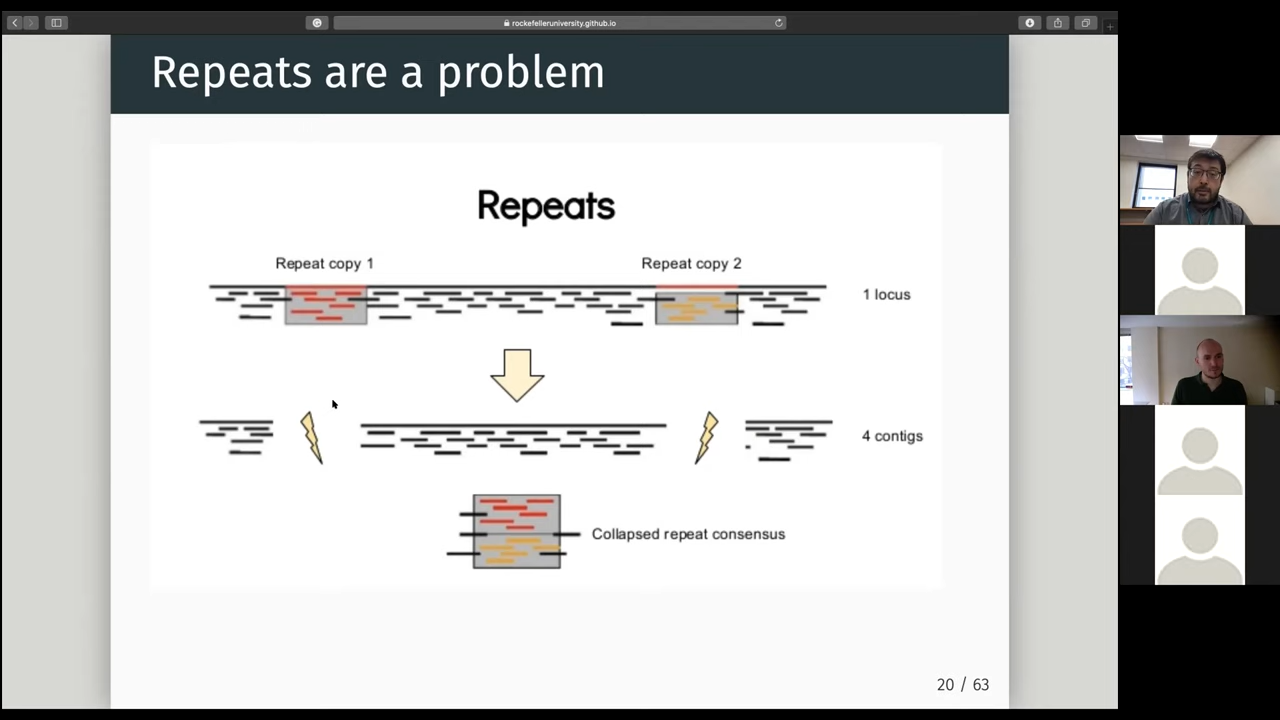 rockefelleruniversity.github.io
Repeats are a problem
Repeats
Repeat copy 1
Repeat copy 2
1 locus
4 contigs
Collapsed repeat consensus
20 / 63